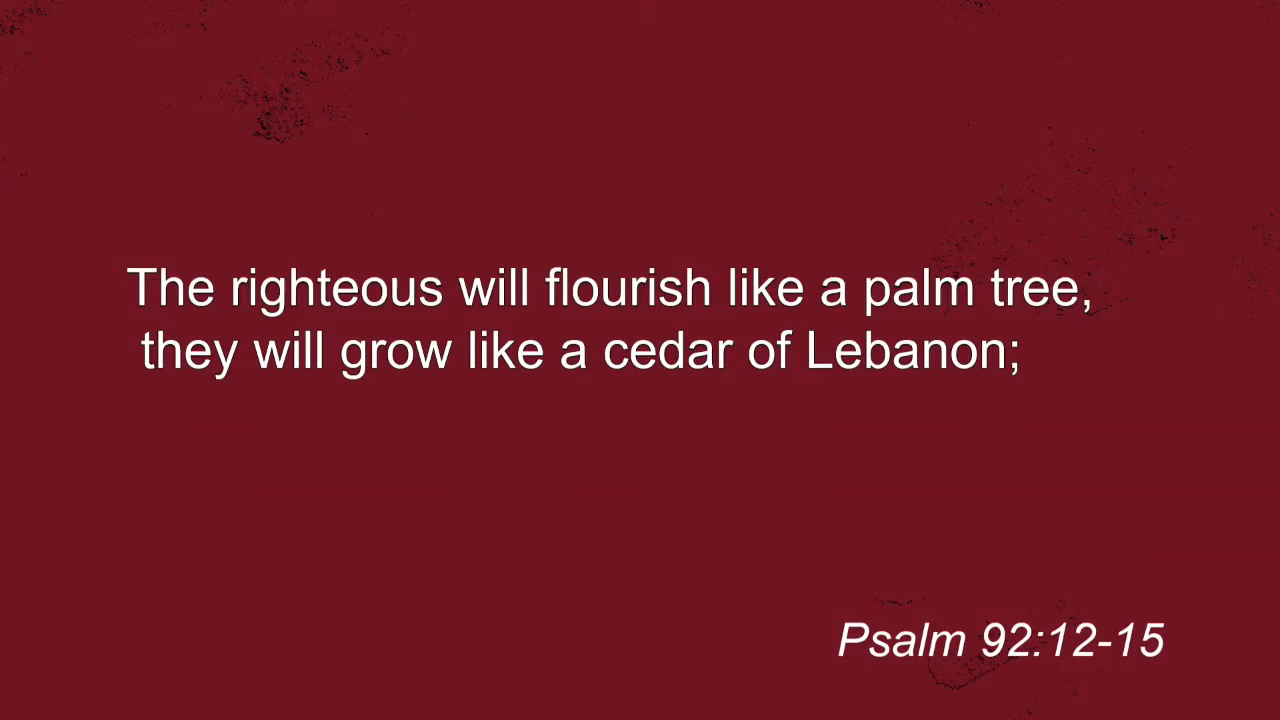 The righteous will flourish like a palm tree,
they will grow like a cedar of Lebanon;
Psalm 92:12-15